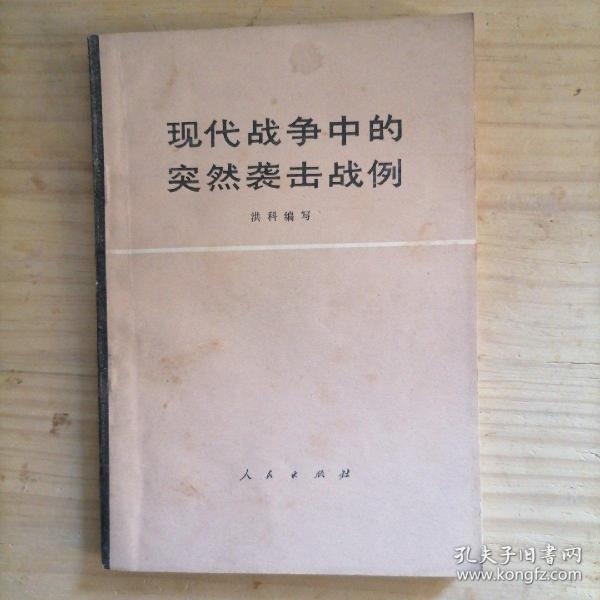 现代战争中的
突然袭击战例
洪科编写
人民出版社
孔夫子旧书网
www.kongfz.com